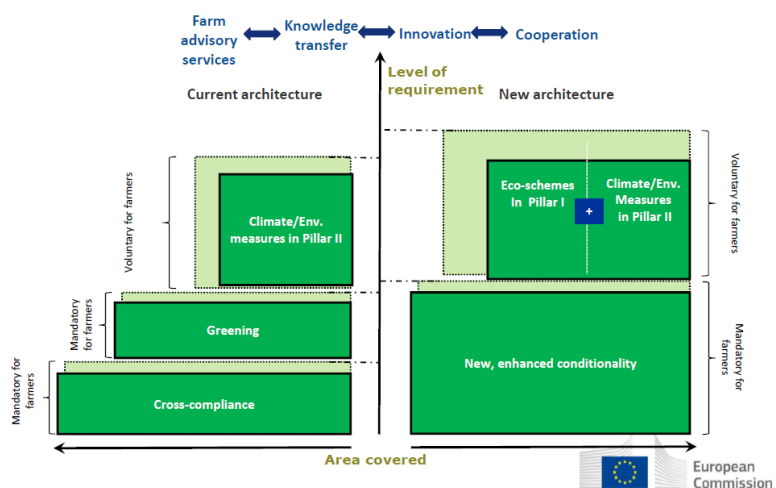 Farm
advisory
services
Knowledge
transfer
Innovation
Cooperation
Level of
requirement
Current architecture
New architecture
Voluntary for farmers
Climate/Env.
measures in Pillar II
Mandatory
for farmers
Greening
Mandatory for
farmers
Cross-compliance
Eco-schemes
In Pillar I
+
Climate/Env.
Measures
in Pillar II
Voluntary for farmers
New, enhanced conditionality
Mandatory for
farmers
Area covered
European
Commission